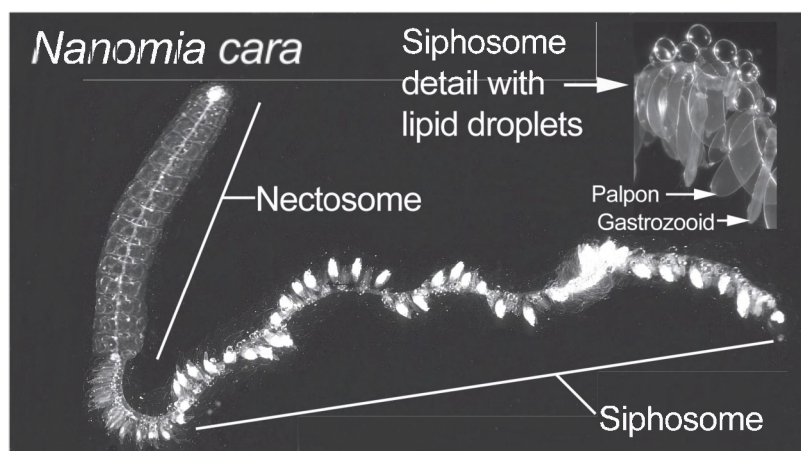 Nanomia cara
Siphosome
detail with
lipid droplets
Palpon
Gastrozooid
Nectosome
Siphosome